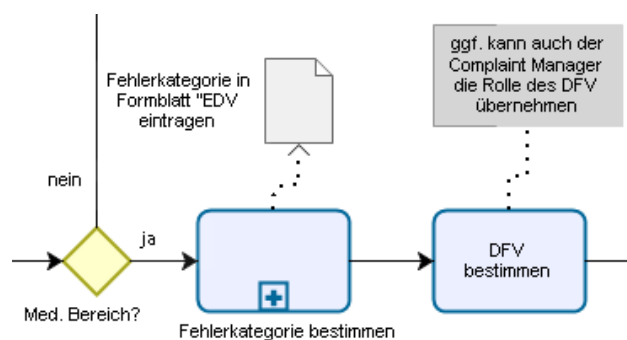 ggf. kann auch der
Complaint Manager
die Rolle des DFV
übernehmen
Fehlerkategorie in
Formblatt "EDV
eintragen
nein
ja
DFV
bestimmen
Med. Bereich?
Fehlerkategorie bestimmen